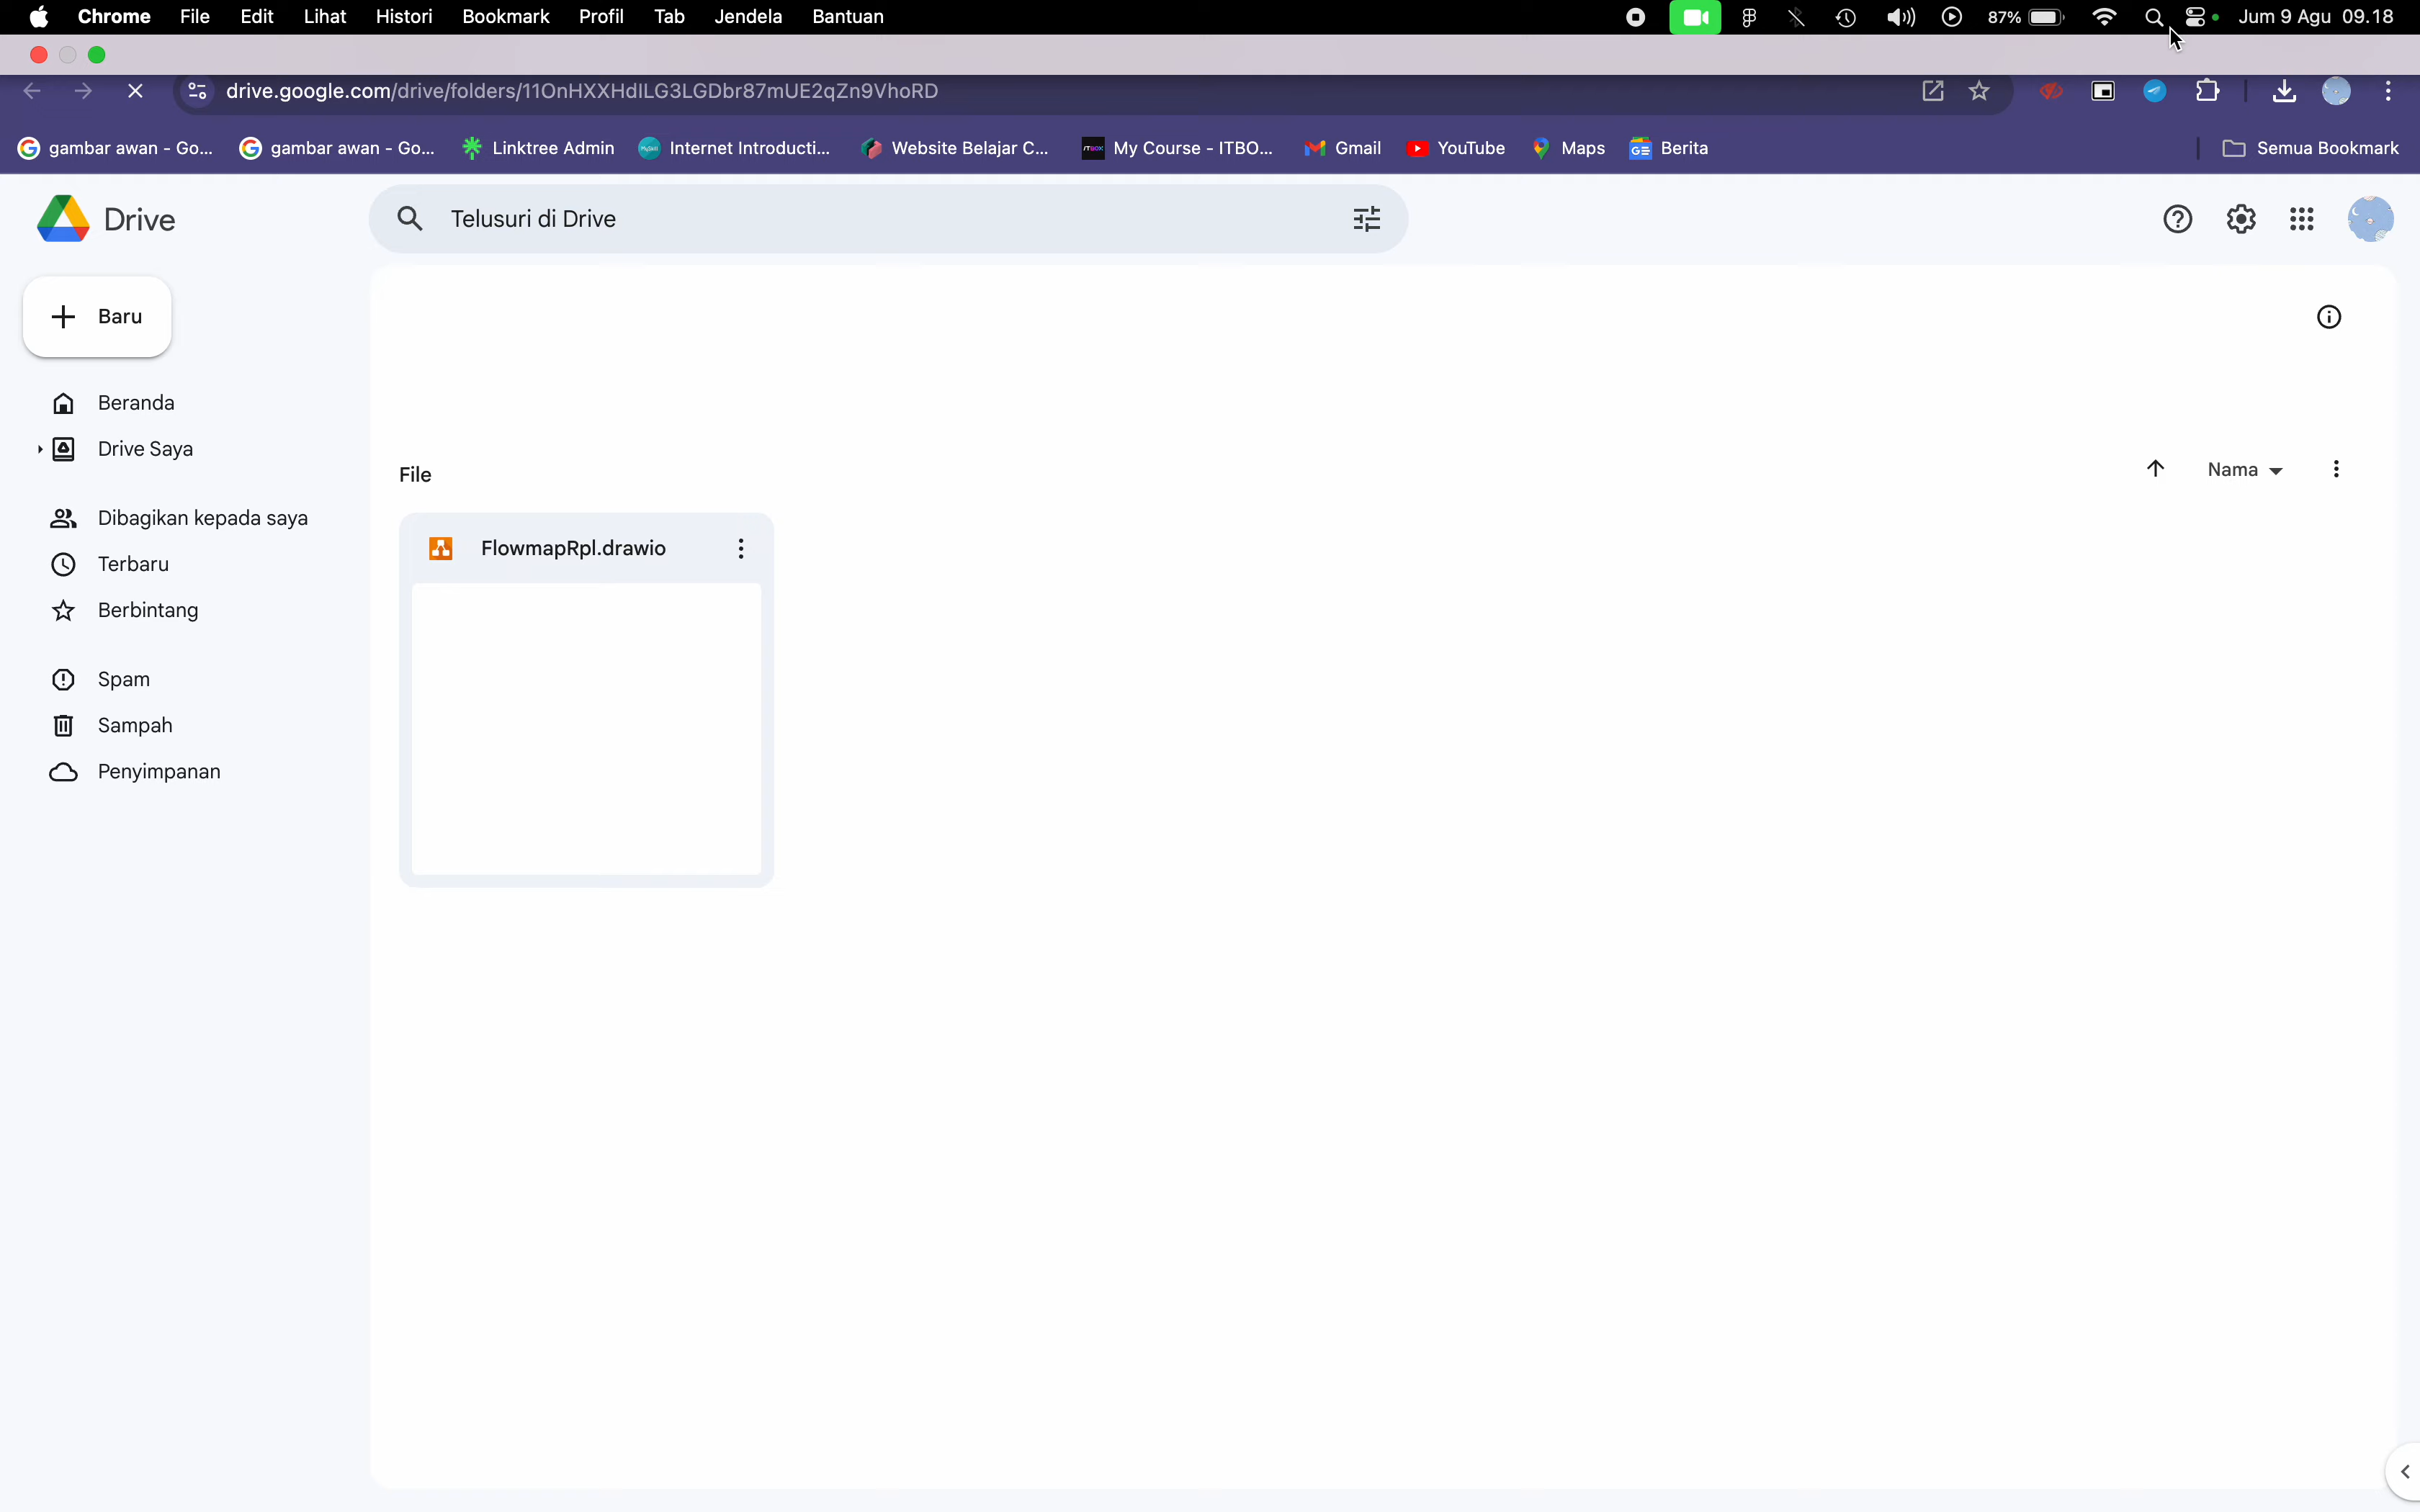 Chrome File Edit Lihat Histori Bookmark Profil Tab Jendela Bantuan 87% Jum 9 Agu 09.18
drive.google.com/drive/folders/11OnHXXHdILG3LGDbr87mUE2qZn9VhoRD
gambar awan - Go... gambar awan - Go... Linktree Admin Internet Introducti... Website Belajar C... My Course - ITBO... Gmail YouTube Maps Berita Semua Bookmark
Drive Telusuri di Drive
Baru
Beranda
Drive Saya
File Nama
Dibagikan kepada saya
FlowmapRpl.drawio
Terbaru
Berbintang
Spam
Sampah
Penyimpanan